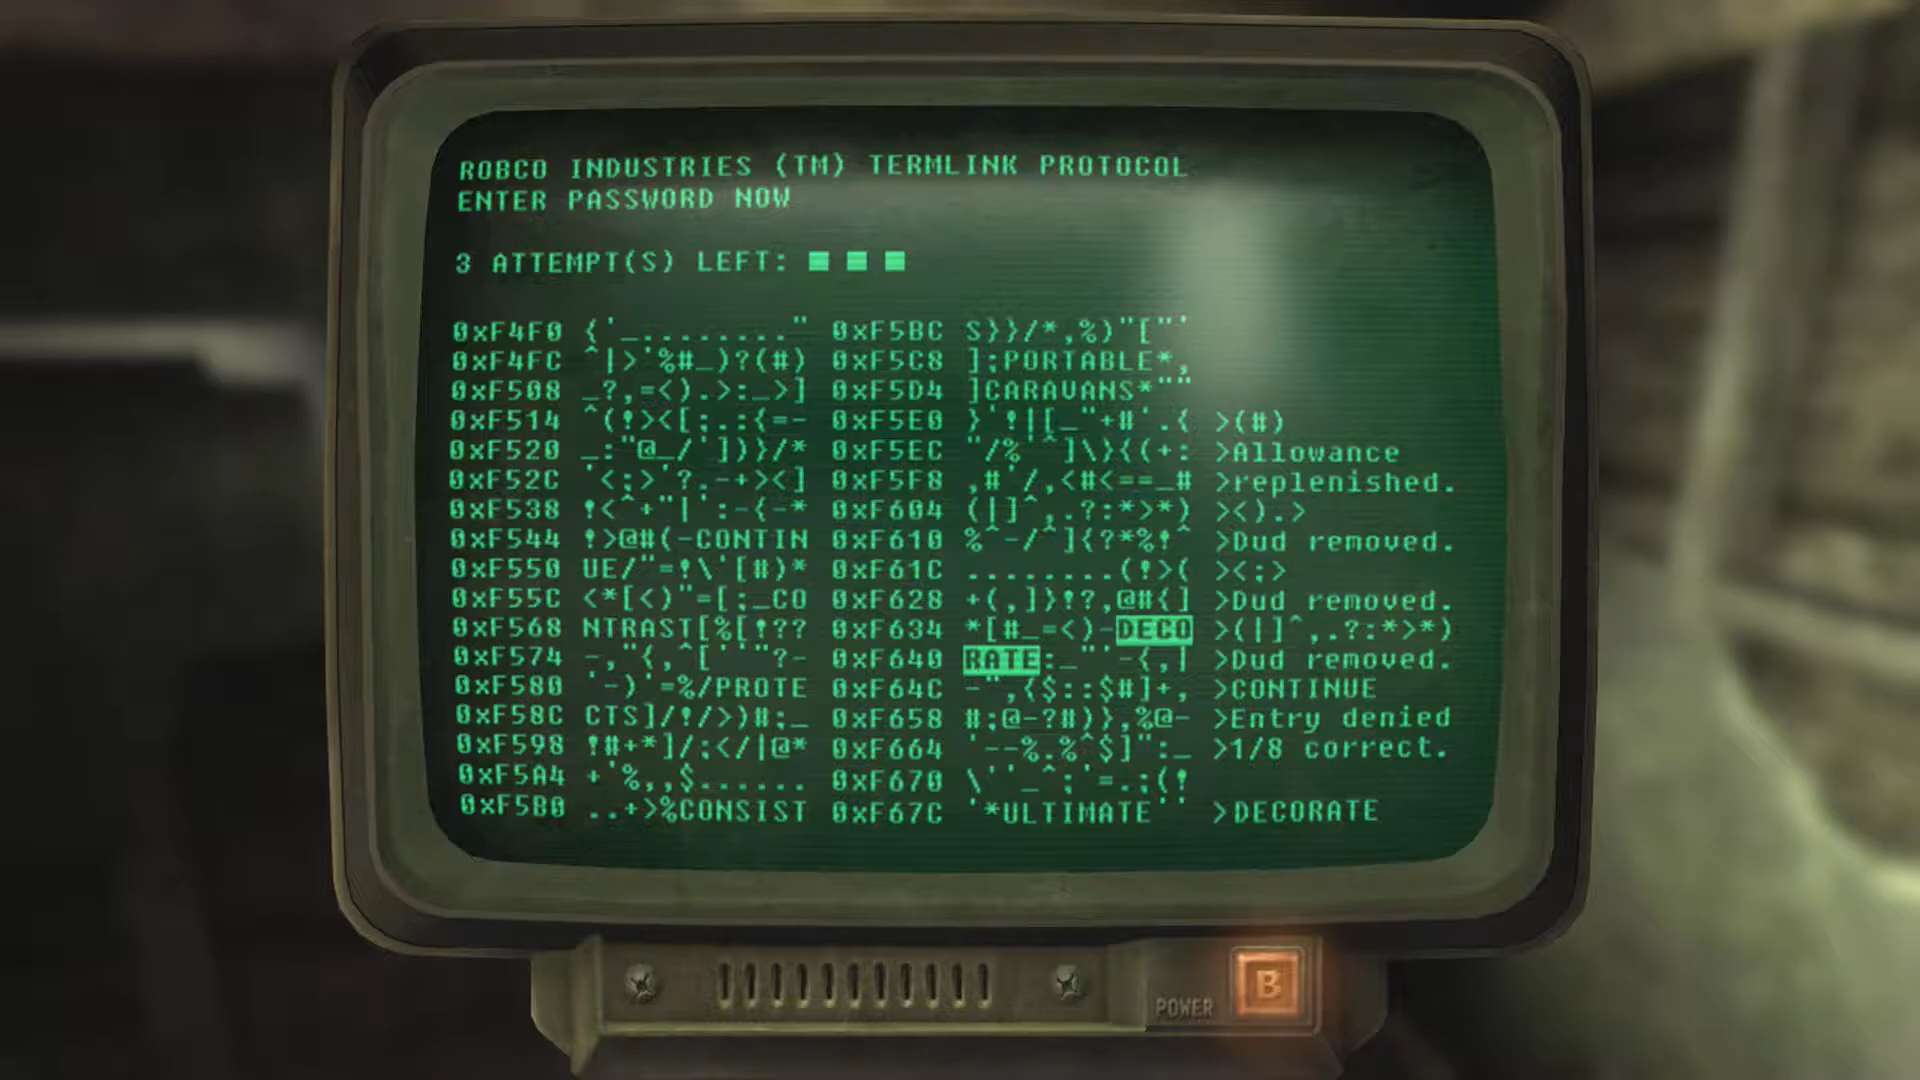 ROBCO INDUSTRIES (TM) TERMLINK PROTOCOL
ENTER PASSWORD NOW
3 ATTEMPT(S) LEFT: ■ ■ ■
0xF4F0 {'_........" 0xF5BC S}}/*,%)"["'
0xF4FC ^|>'%#_)?(#) 0xF5C8 ];PORTABLE*,
0xF508 _?,=<).>:_>] 0xF5D4 ]CARAVANS*""
0xF514 ^(!><[;.:{=- 0xF5E0 }'!|[_"+#'.{ >(#)
0xF520 _:"@_/'])}/* 0xF5EC "/%'^]\}{(+: >Allowance
0xF52C '<;>'?.-+><] 0xF5F8 ,#'/,<#<==_# >replenished.
0xF538 !<^+"|':-{-* 0xF604 (|]^,.?:*>*) ><).>
0xF544 !>@#(-CONTIN 0xF610 %^-/^]{?*%!^ >Dud removed.
0xF550 UE/"=!\'[#)* 0xF61C ........(!>( ><;>
0xF55C <*[<)"=[;_CO 0xF628 +(,]}!?,@#{] >Dud removed.
0xF568 NTRAST[%[!?? 0xF634 *[#_=<)-DECO >(|]^,.?:*>*)
0xF574 -,"{,^[''"?- 0xF640 RATE:_"'-{,| >Dud removed.
0xF580 '-)'=%/PROTE 0xF64C -",{$::$#]+, >CONTINUE
0xF58C CTS]/!/>)#;_ 0xF658 #;@-?#)},%@- >Entry denied
0xF598 !#+*]/;</|@* 0xF664 '--%.%^$]":_ >1/8 correct.
0xF5A4 +'%,,$...... 0xF670 \''_^;'=.;(!
0xF5B0 ..+>%CONSIST 0xF67C '*ULTIMATE'' >DECORATE
POWER
B